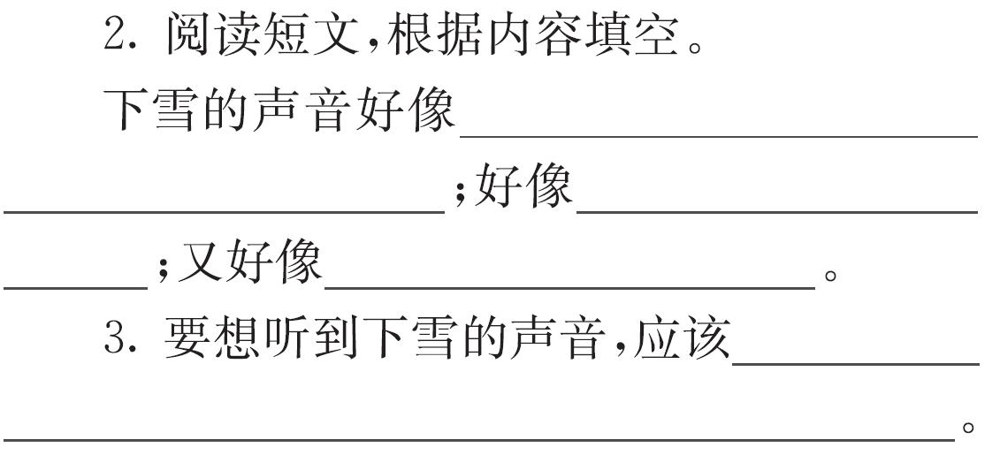 2. 阅读短文,根据内容填空。
下雪的声音好像
;好像
;又好像。
3. 要想听到下雪的声音,应该
。